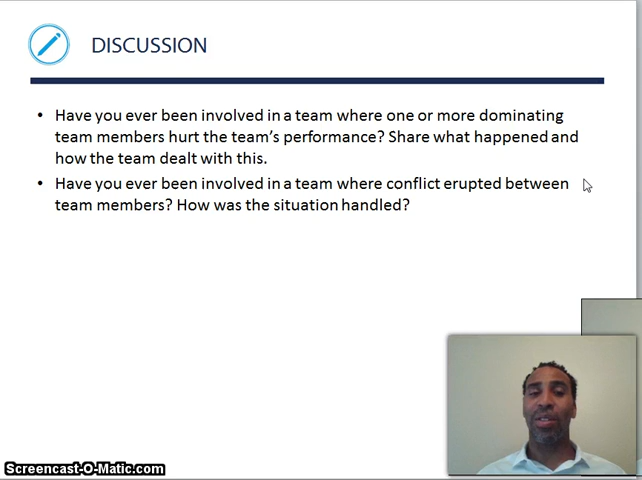 DISCUSSION
• Have you ever been involved in a team where one or more dominating
team members hurt the team’s performance? Share what happened and
how the team dealt with this.
• Have you ever been involved in a team where conflict erupted between
team members? How was the situation handled?
Screencast-O-Matic.com